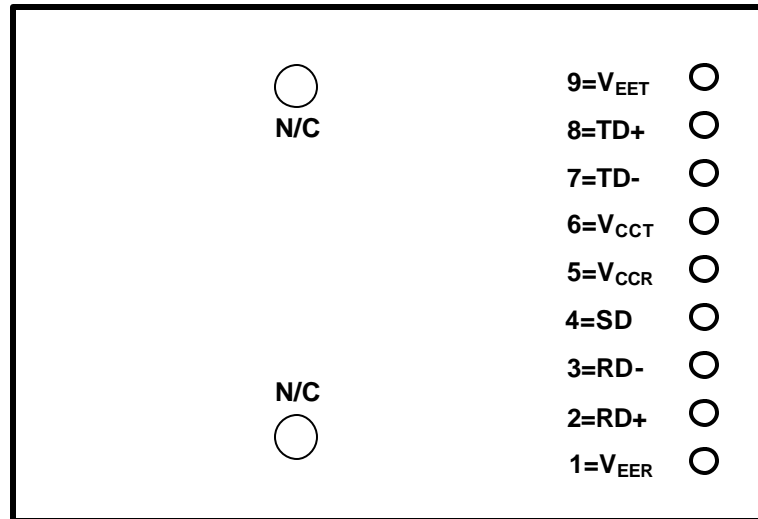 9=VEET
N/C
8=TD+
7=TD-
6=VCCT
5=VCCR
4=SD
3=RD-
N/C
2=RD+
1=VEER